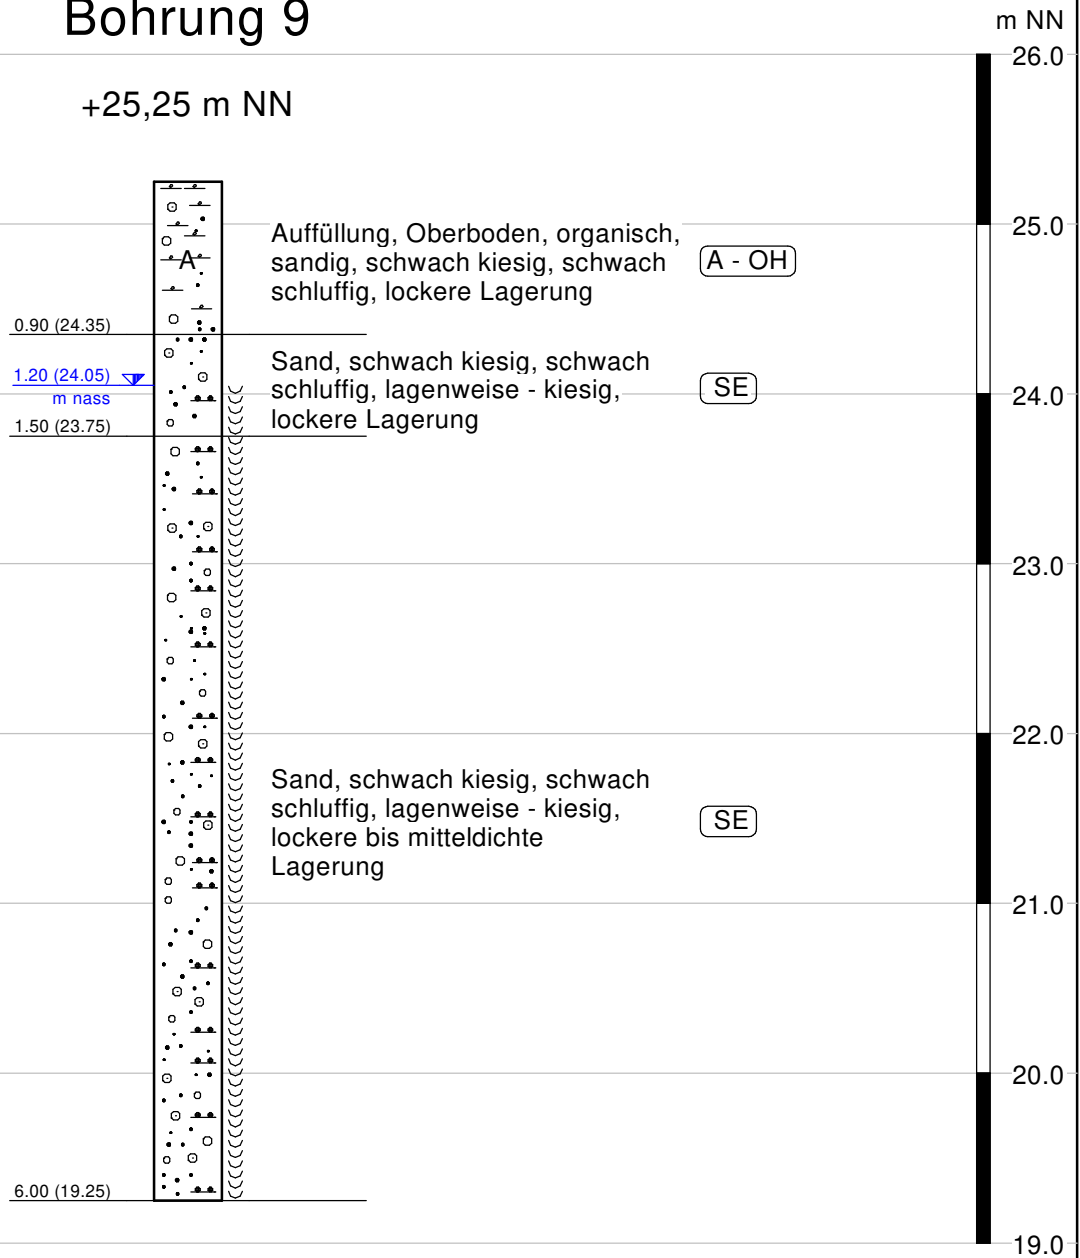 Bohrung 9
m NN
26.0
+25,25 m NN
25.0
Auffüllung, Oberboden, organisch,
sandig, schwach kiesig, schwach
schluffig, lockere Lagerung
A - OH
A
0.90 (24.35)
Sand, schwach kiesig, schwach
schluffig, lagenweise - kiesig,
lockere Lagerung
SE
1.20 (24.05)
m nass
24.0
1.50 (23.75)
23.0
22.0
Sand, schwach kiesig, schwach
schluffig, lagenweise - kiesig,
lockere bis mitteldichte
Lagerung
SE
21.0
20.0
6.00 (19.25)
19.0